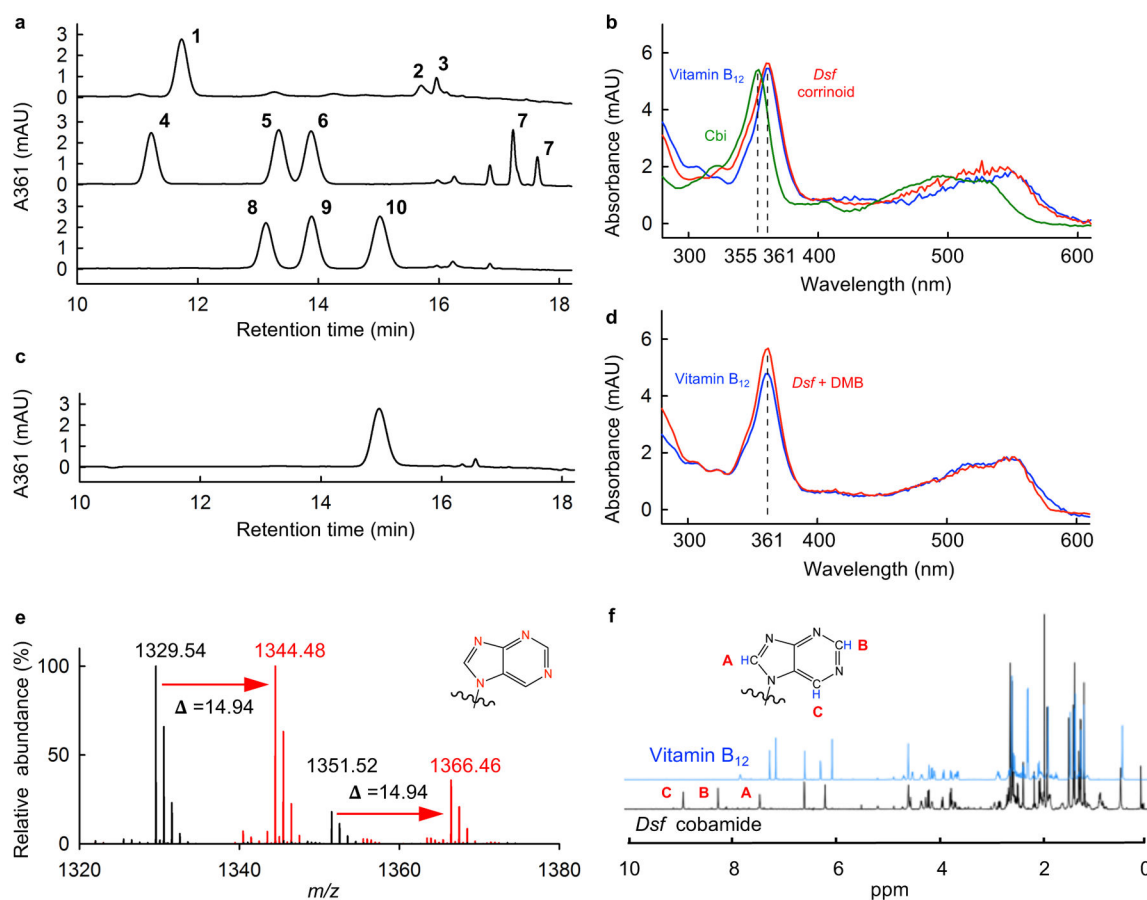 a
A361 (mAU)
3
2
1
0
1
2
3
3
2
1
0
4
5
6
7
7
3
2
1
0
8
9
10
10
12
14
16
18
Retention time (min)
b
Absorbance (mAU)
6
4
2
0
Vitamin B12
Dsf
corrinoid
Cbi
300
355
361
400
500
600
Wavelength (nm)
c
A361 (mAU)
3
2
1
0
10
12
14
16
18
Retention time (min)
d
Absorbance (mAU)
6
4
2
0
Vitamin B12
Dsf + DMB
300
361
400
500
600
Wavelength (nm)
e
Relative abundance (%)
100
50
0
1329.54
1344.48
Δ =14.94
1351.52
1366.46
Δ =14.94
N
N
N
N
1320
1340
1360
1380
m/z
f
N
N
A
HC
CH
B
N
N
C
H
C
Vitamin B12
C
B
A
Dsf cobamide
10
8
6
4
2
0
ppm